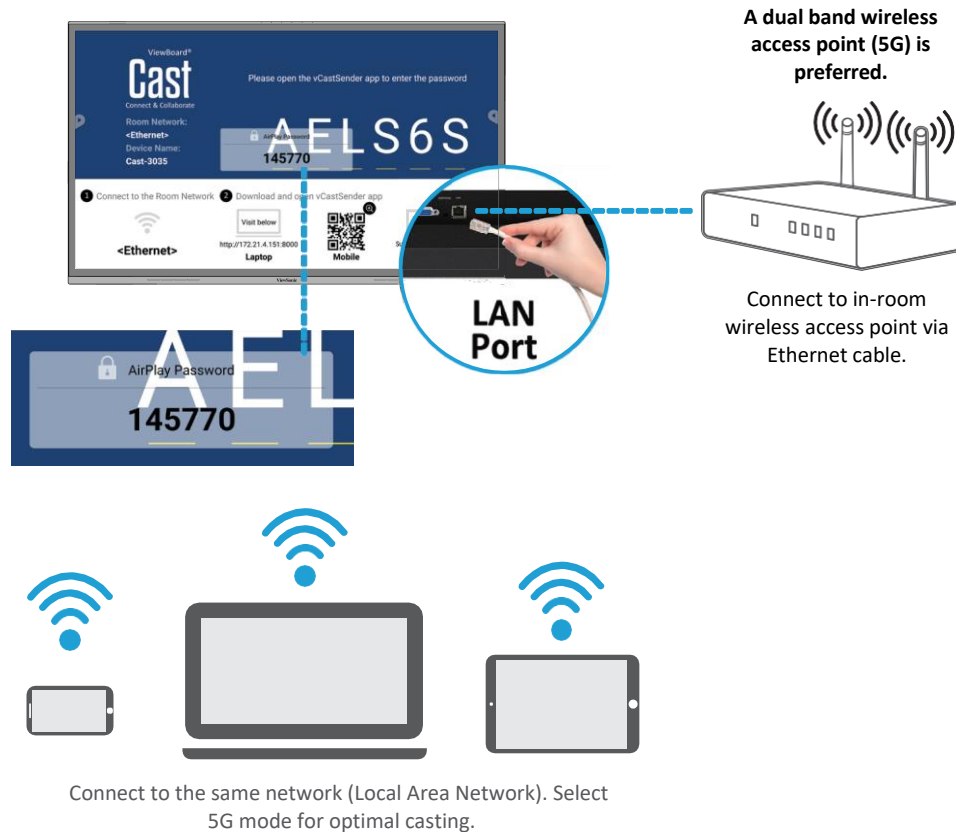 A dual band wireless
access point (5G) is
preferred.
ViewBoard®
Cast
Connect & Collaborate
Please open the vCastSender app to enter the password
Room Network:
<Ethernet>
Device Name:
Cast-3035
AirPlay Password
145770
AELS6S
1 Connect to the Room Network
2 Download and open vCastSender app
<Ethernet>
Visit below
http://172.21.4.151:8000
Laptop
Mobile
ViewSonic
LAN
Port
Connect to in-room
wireless access point via
Ethernet cable.
AEL
AirPlay Password
145770
Connect to the same network (Local Area Network). Select
5G mode for optimal casting.